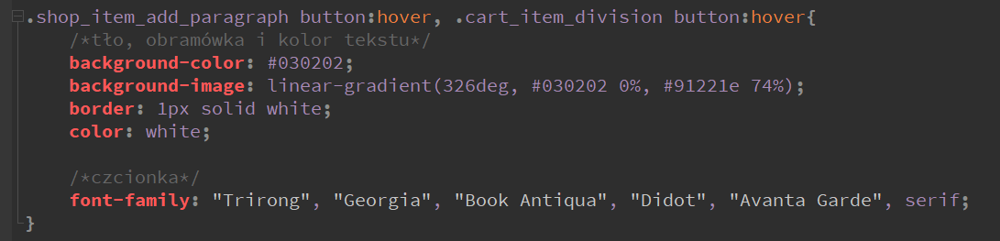 .shop_item_add_paragraph button:hover, .cart_item_division button:hover{
/*tło, obramówka i kolor tekstu*/
background-color: #030202;
background-image: linear-gradient(326deg, #030202 0%, #91221e 74%);
border: 1px solid white;
color: white;
/*czcionka*/
font-family: "Trirong", "Georgia", "Book Antiqua", "Didot", "Avanta Garde", serif;
}